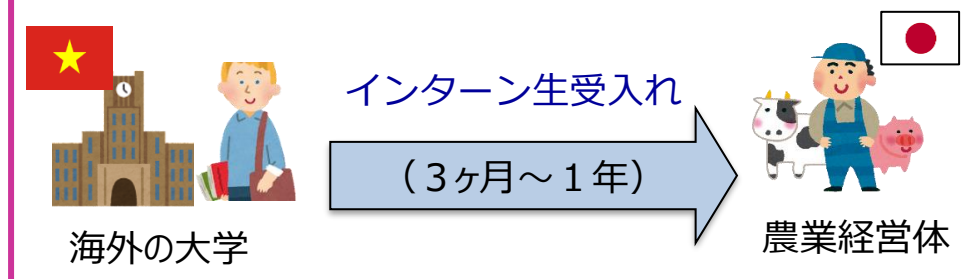 インターン生受入れ
（３ヶ月～１年）
海外の大学
農業経営体